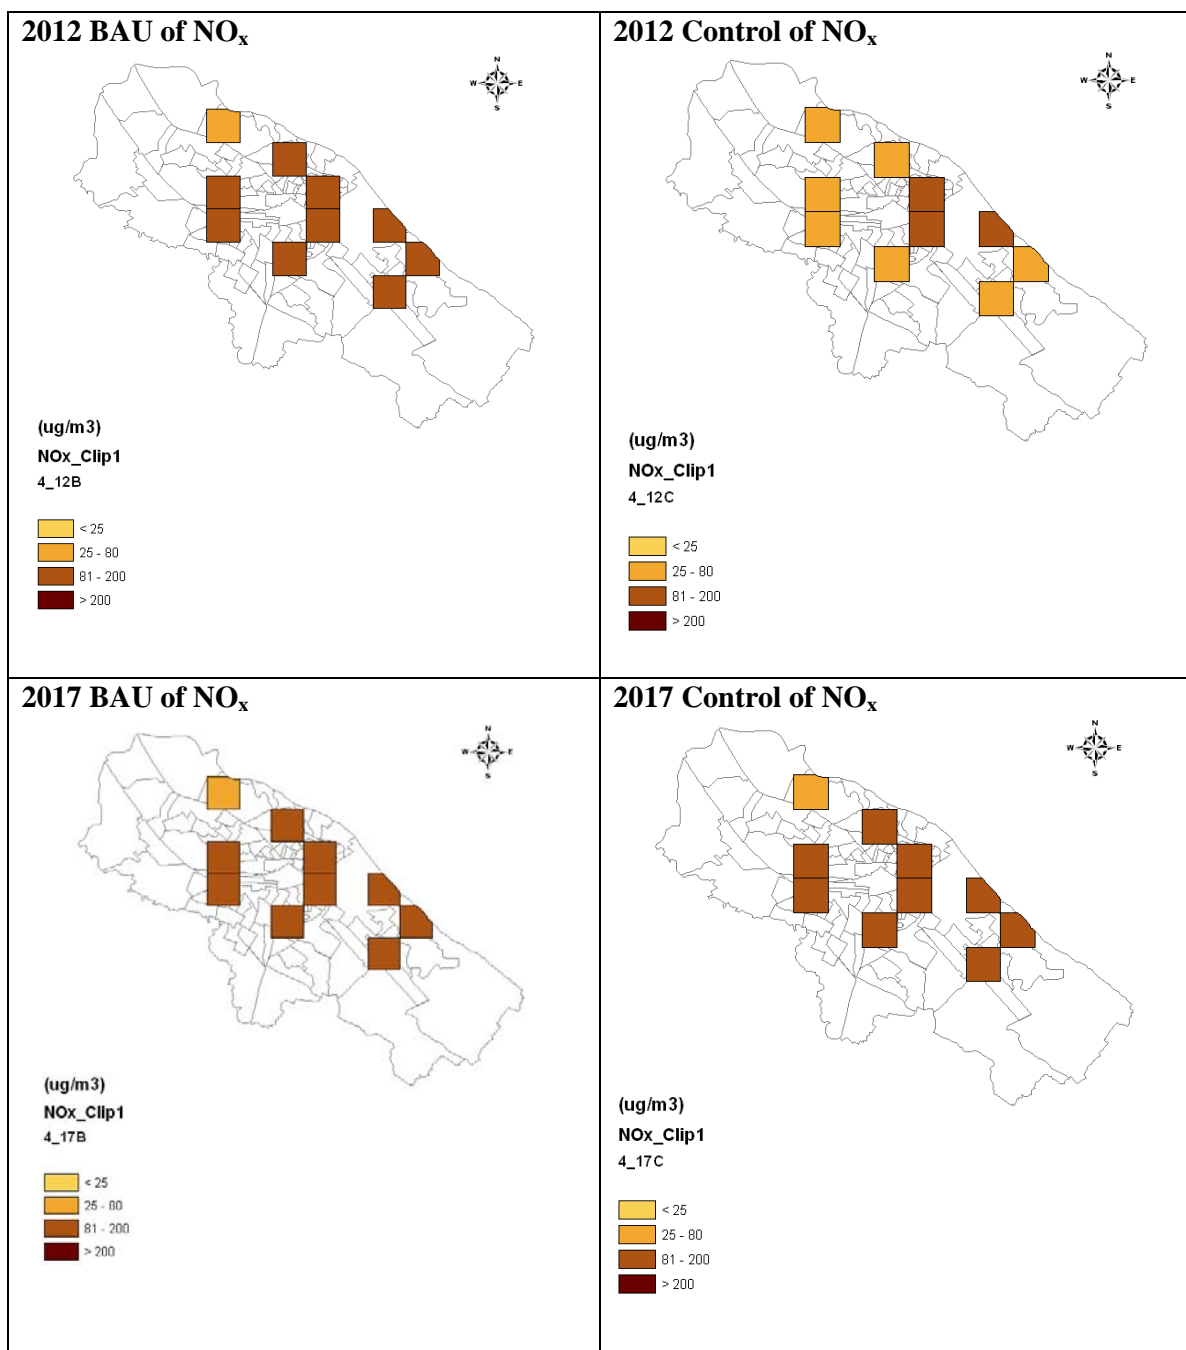 2012 BAU of NOx
N
W E
S
(ug/m3)
NOx_Clip1
4_12B
< 25
25 - 80
81 - 200
> 200
2012 Control of NOx
N
W E
S
(ug/m3)
NOx_Clip1
4_12C
< 25
25 - 80
81 - 200
> 200
2017 BAU of NOx
N
W E
S
(ug/m3)
NOx_Clip1
4_17B
< 25
25 - 80
81 - 200
> 200
2017 Control of NOx
N
W E
S
(ug/m3)
NOx_Clip1
4_17C
< 25
25 - 80
81 - 200
> 200